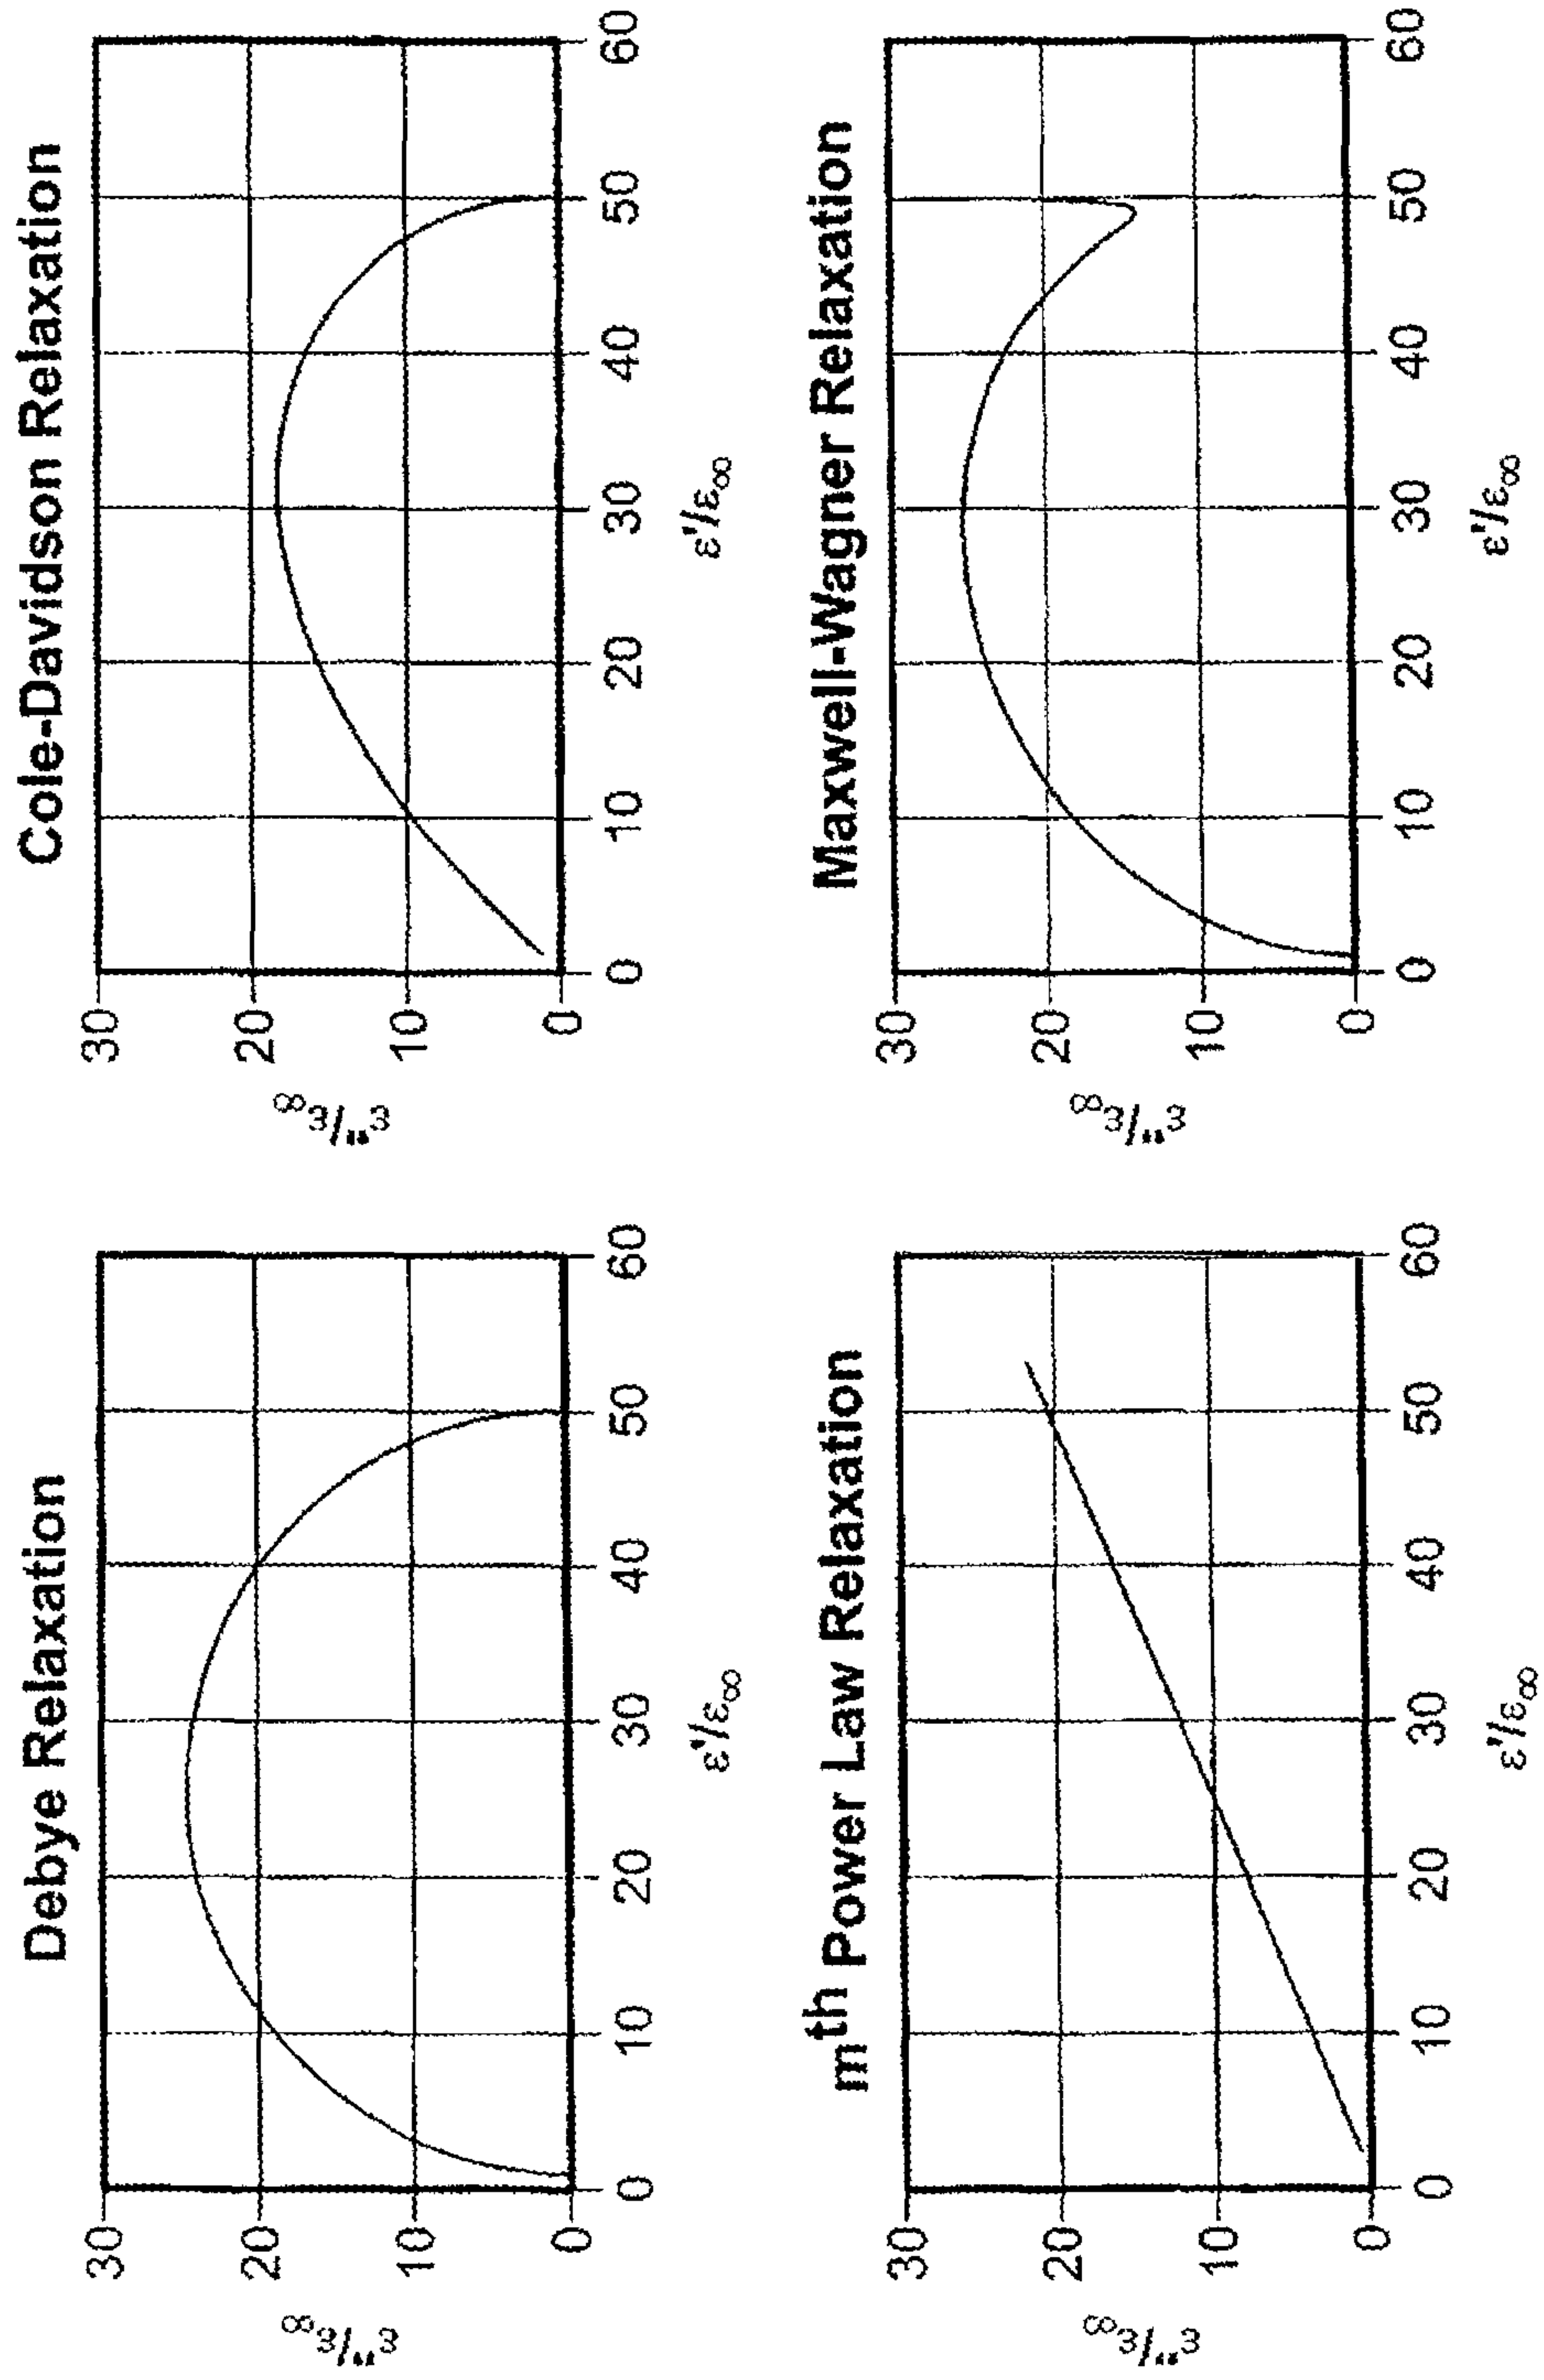 Debye Relaxation
ε''/ε∞
30
20
10
0
0 10 20 30 40 50 60
ε'/ε∞
Cole-Davidson Relaxation
ε''/ε∞
30
20
10
0
0 10 20 30 40 50 60
ε'/ε∞
mth Power Law Relaxation
ε''/ε∞
30
20
10
0
0 10 20 30 40 50 60
ε'/ε∞
Maxwell-Wagner Relaxation
ε''/ε∞
30
20
10
0
0 10 20 30 40 50 60
ε'/ε∞